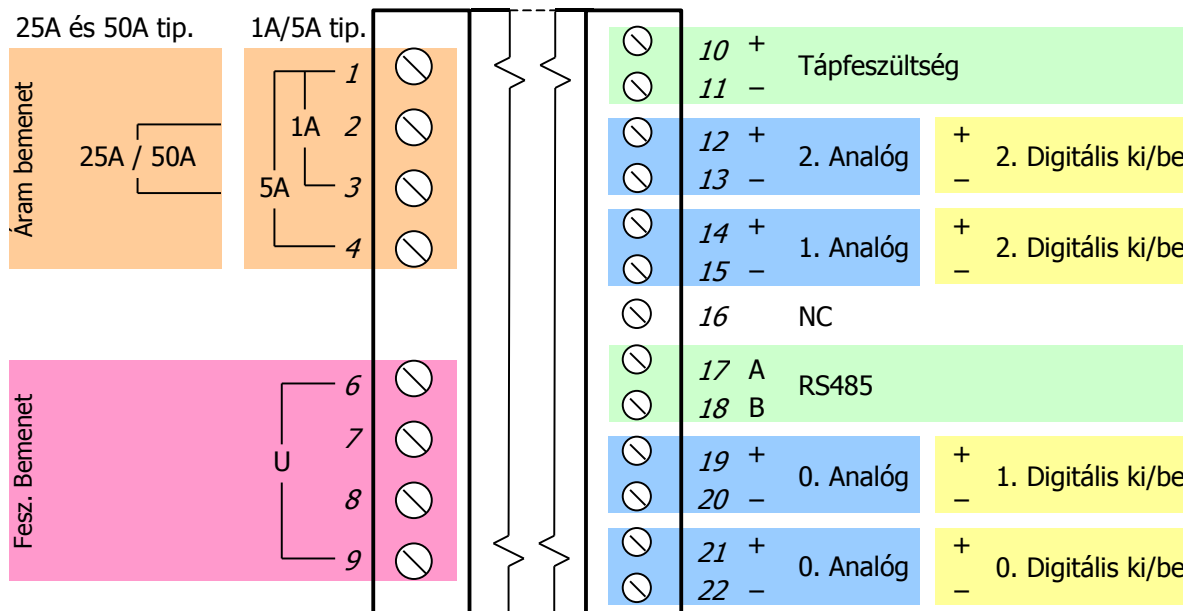 25A és 50A tip.
1A/5A tip.
Áram bemenet
25A / 50A
1A
5A
1
2
3
4
Fesz. Bemenet
U
6
7
8
9
10 + Tápfeszültség
11 –
12 + 2. Analóg + 2. Digitális ki/be
13 – –
14 + 1. Analóg + 2. Digitális ki/be
15 – –
16 NC
17 A RS485
18 B
19 + 0. Analóg + 1. Digitális ki/be
20 – –
21 + 0. Analóg + 0. Digitális ki/be
22 – –